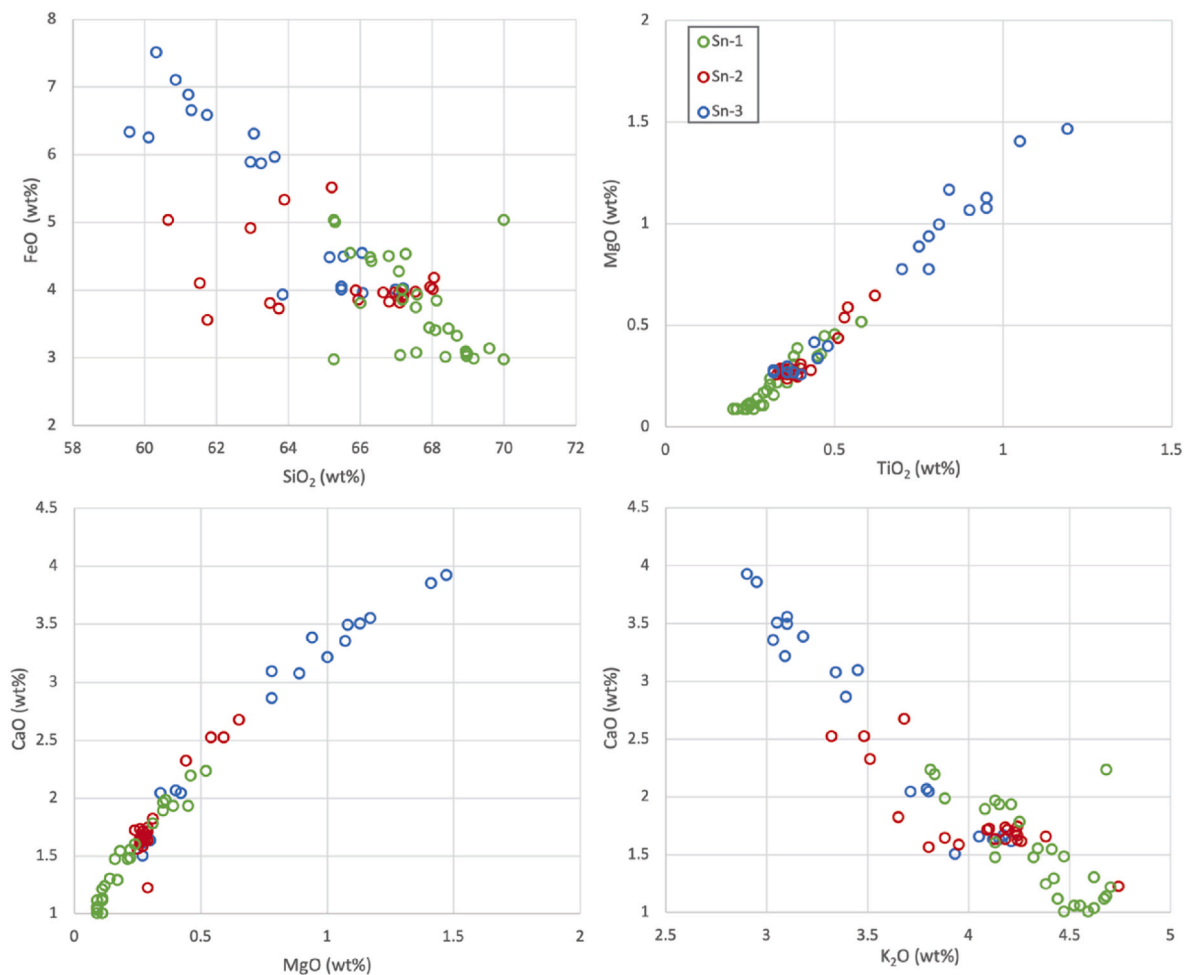 8
7
6
5
4
3
2
FeO (wt%)
58 60 62 64 66 68 70 72
SiO₂ (wt%)
2
1.5
1
0.5
0
MgO (wt%)
Sn-1
Sn-2
Sn-3
0 0.5 1 1.5
TiO₂ (wt%)
4.5
4
3.5
3
2.5
2
1.5
1
CaO (wt%)
0 0.5 1 1.5 2
MgO (wt%)
4.5
4
3.5
3
2.5
2
1.5
1
CaO (wt%)
2.5 3 3.5 4 4.5 5
K₂O (wt%)